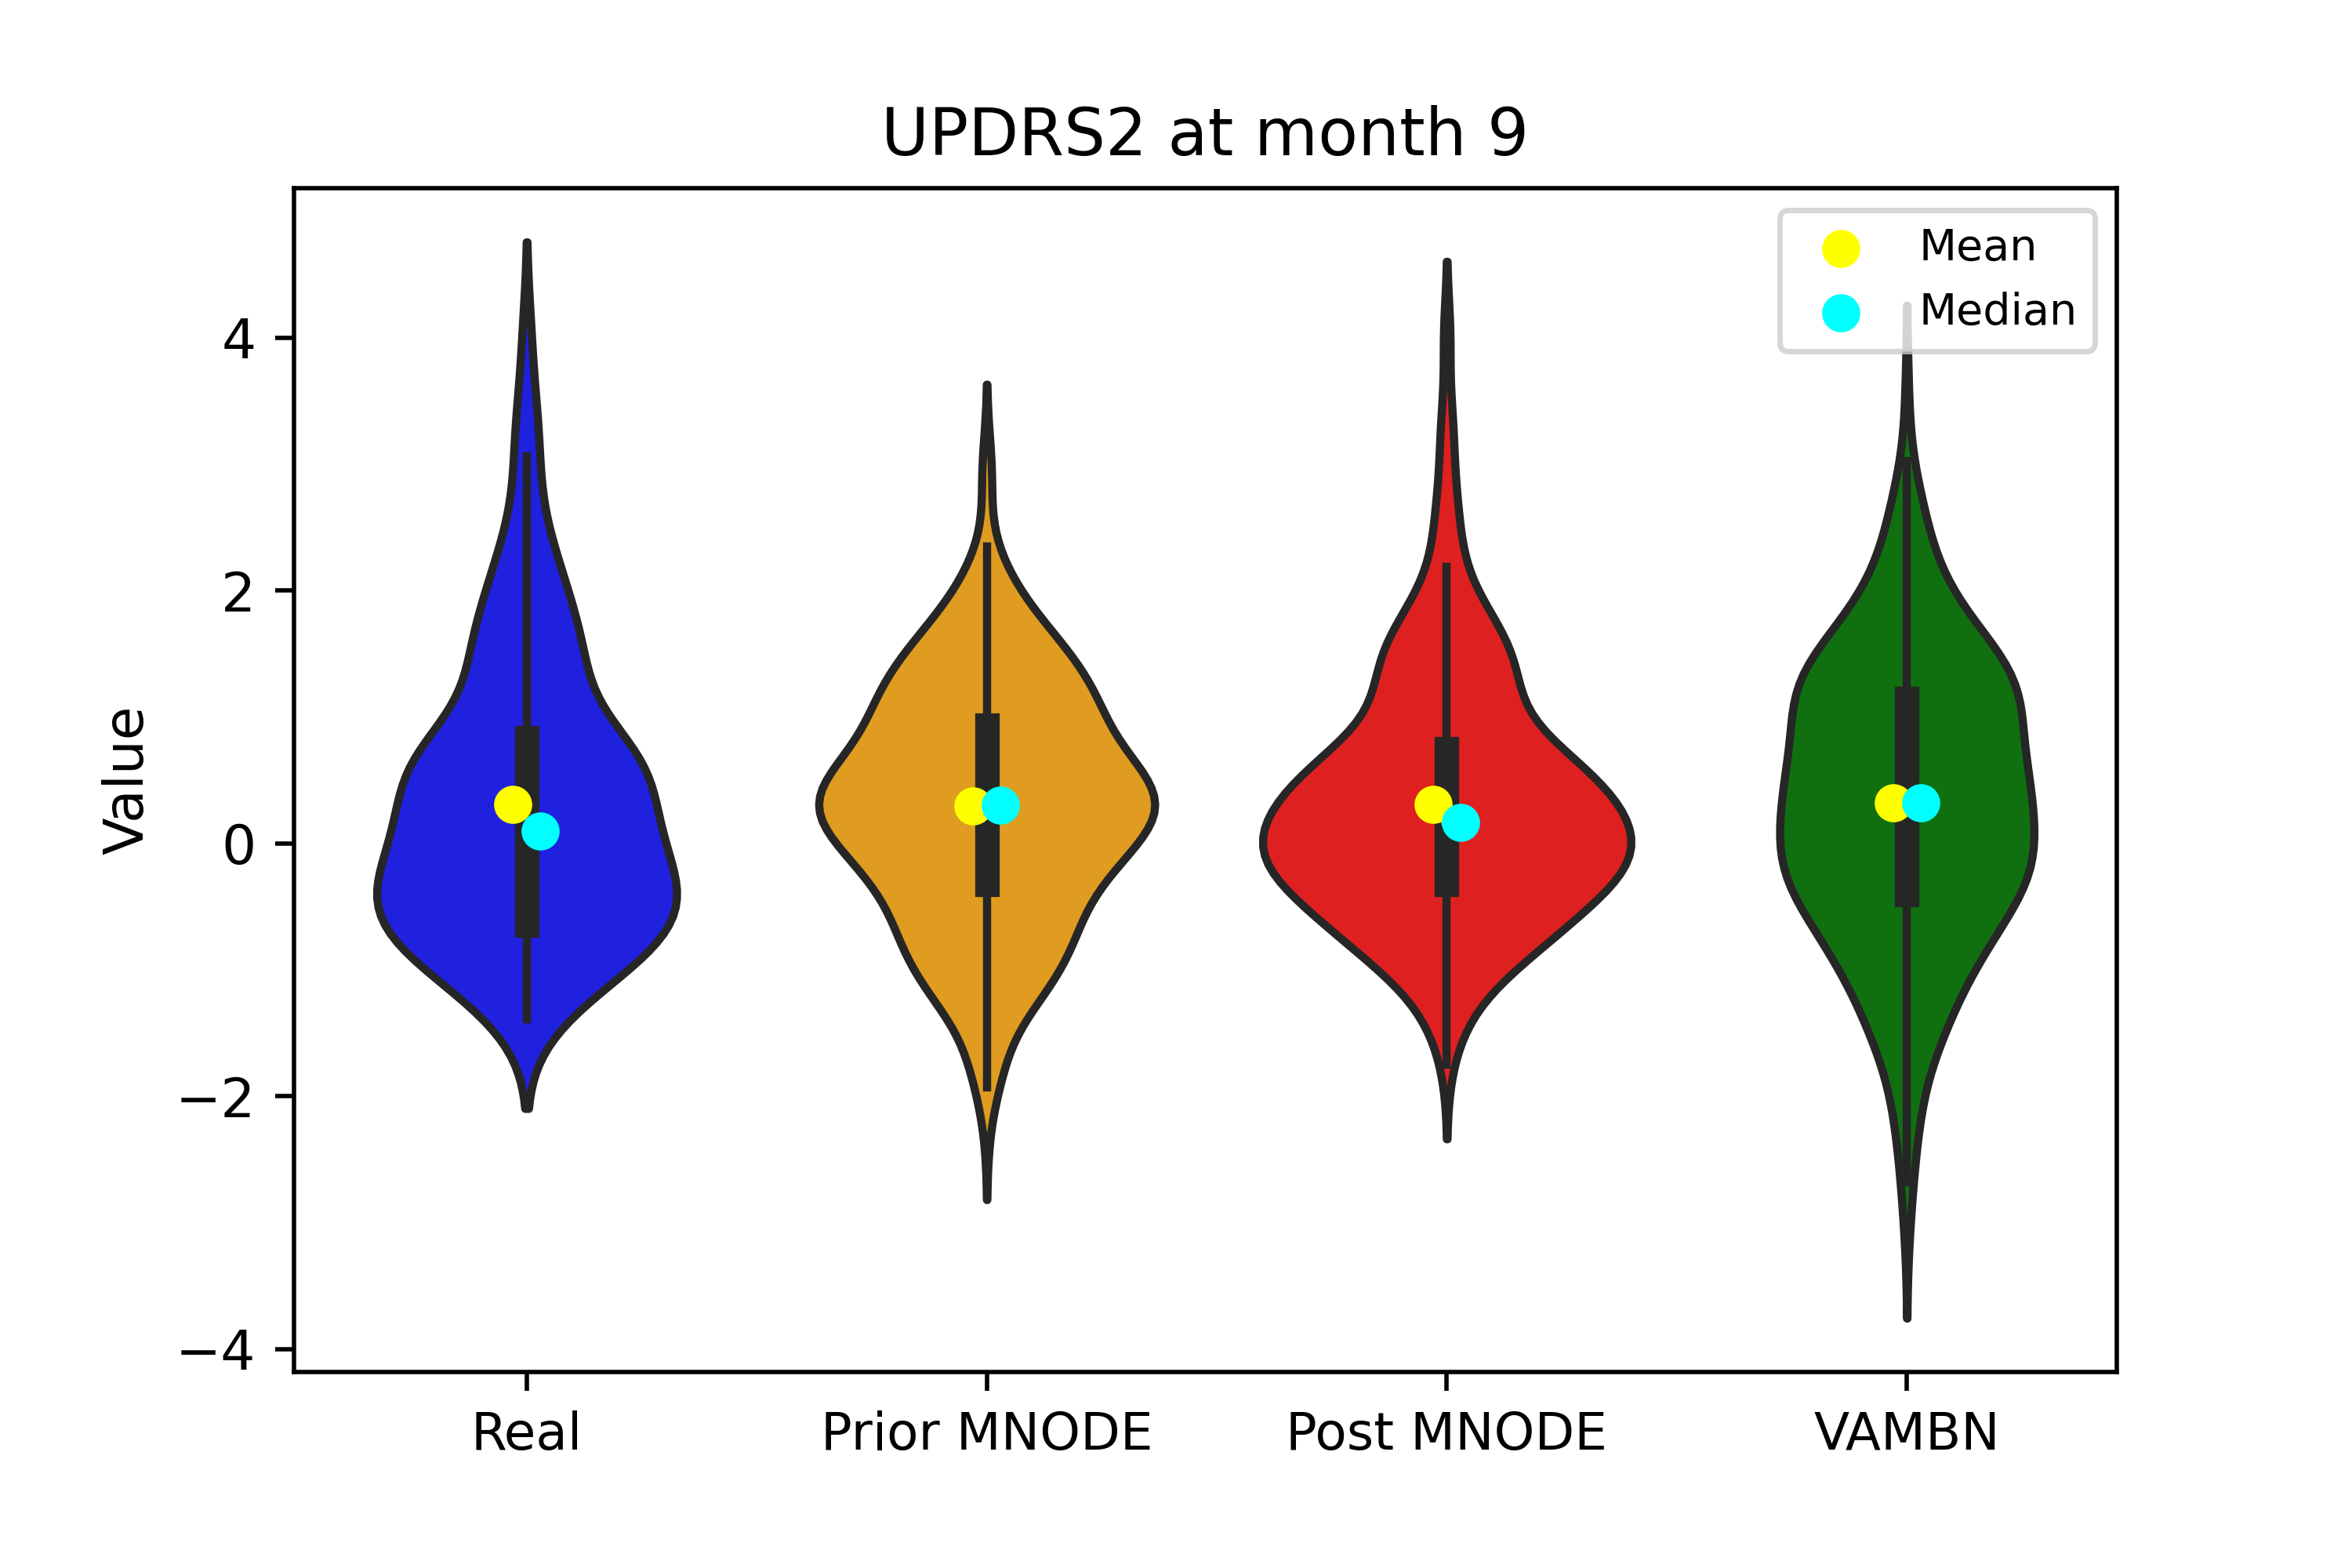 UPDRS2 at month 9
Mean
Median
Value
4
2
0
−2
−4
Real
Prior MNODE
Post MNODE
VAMBN